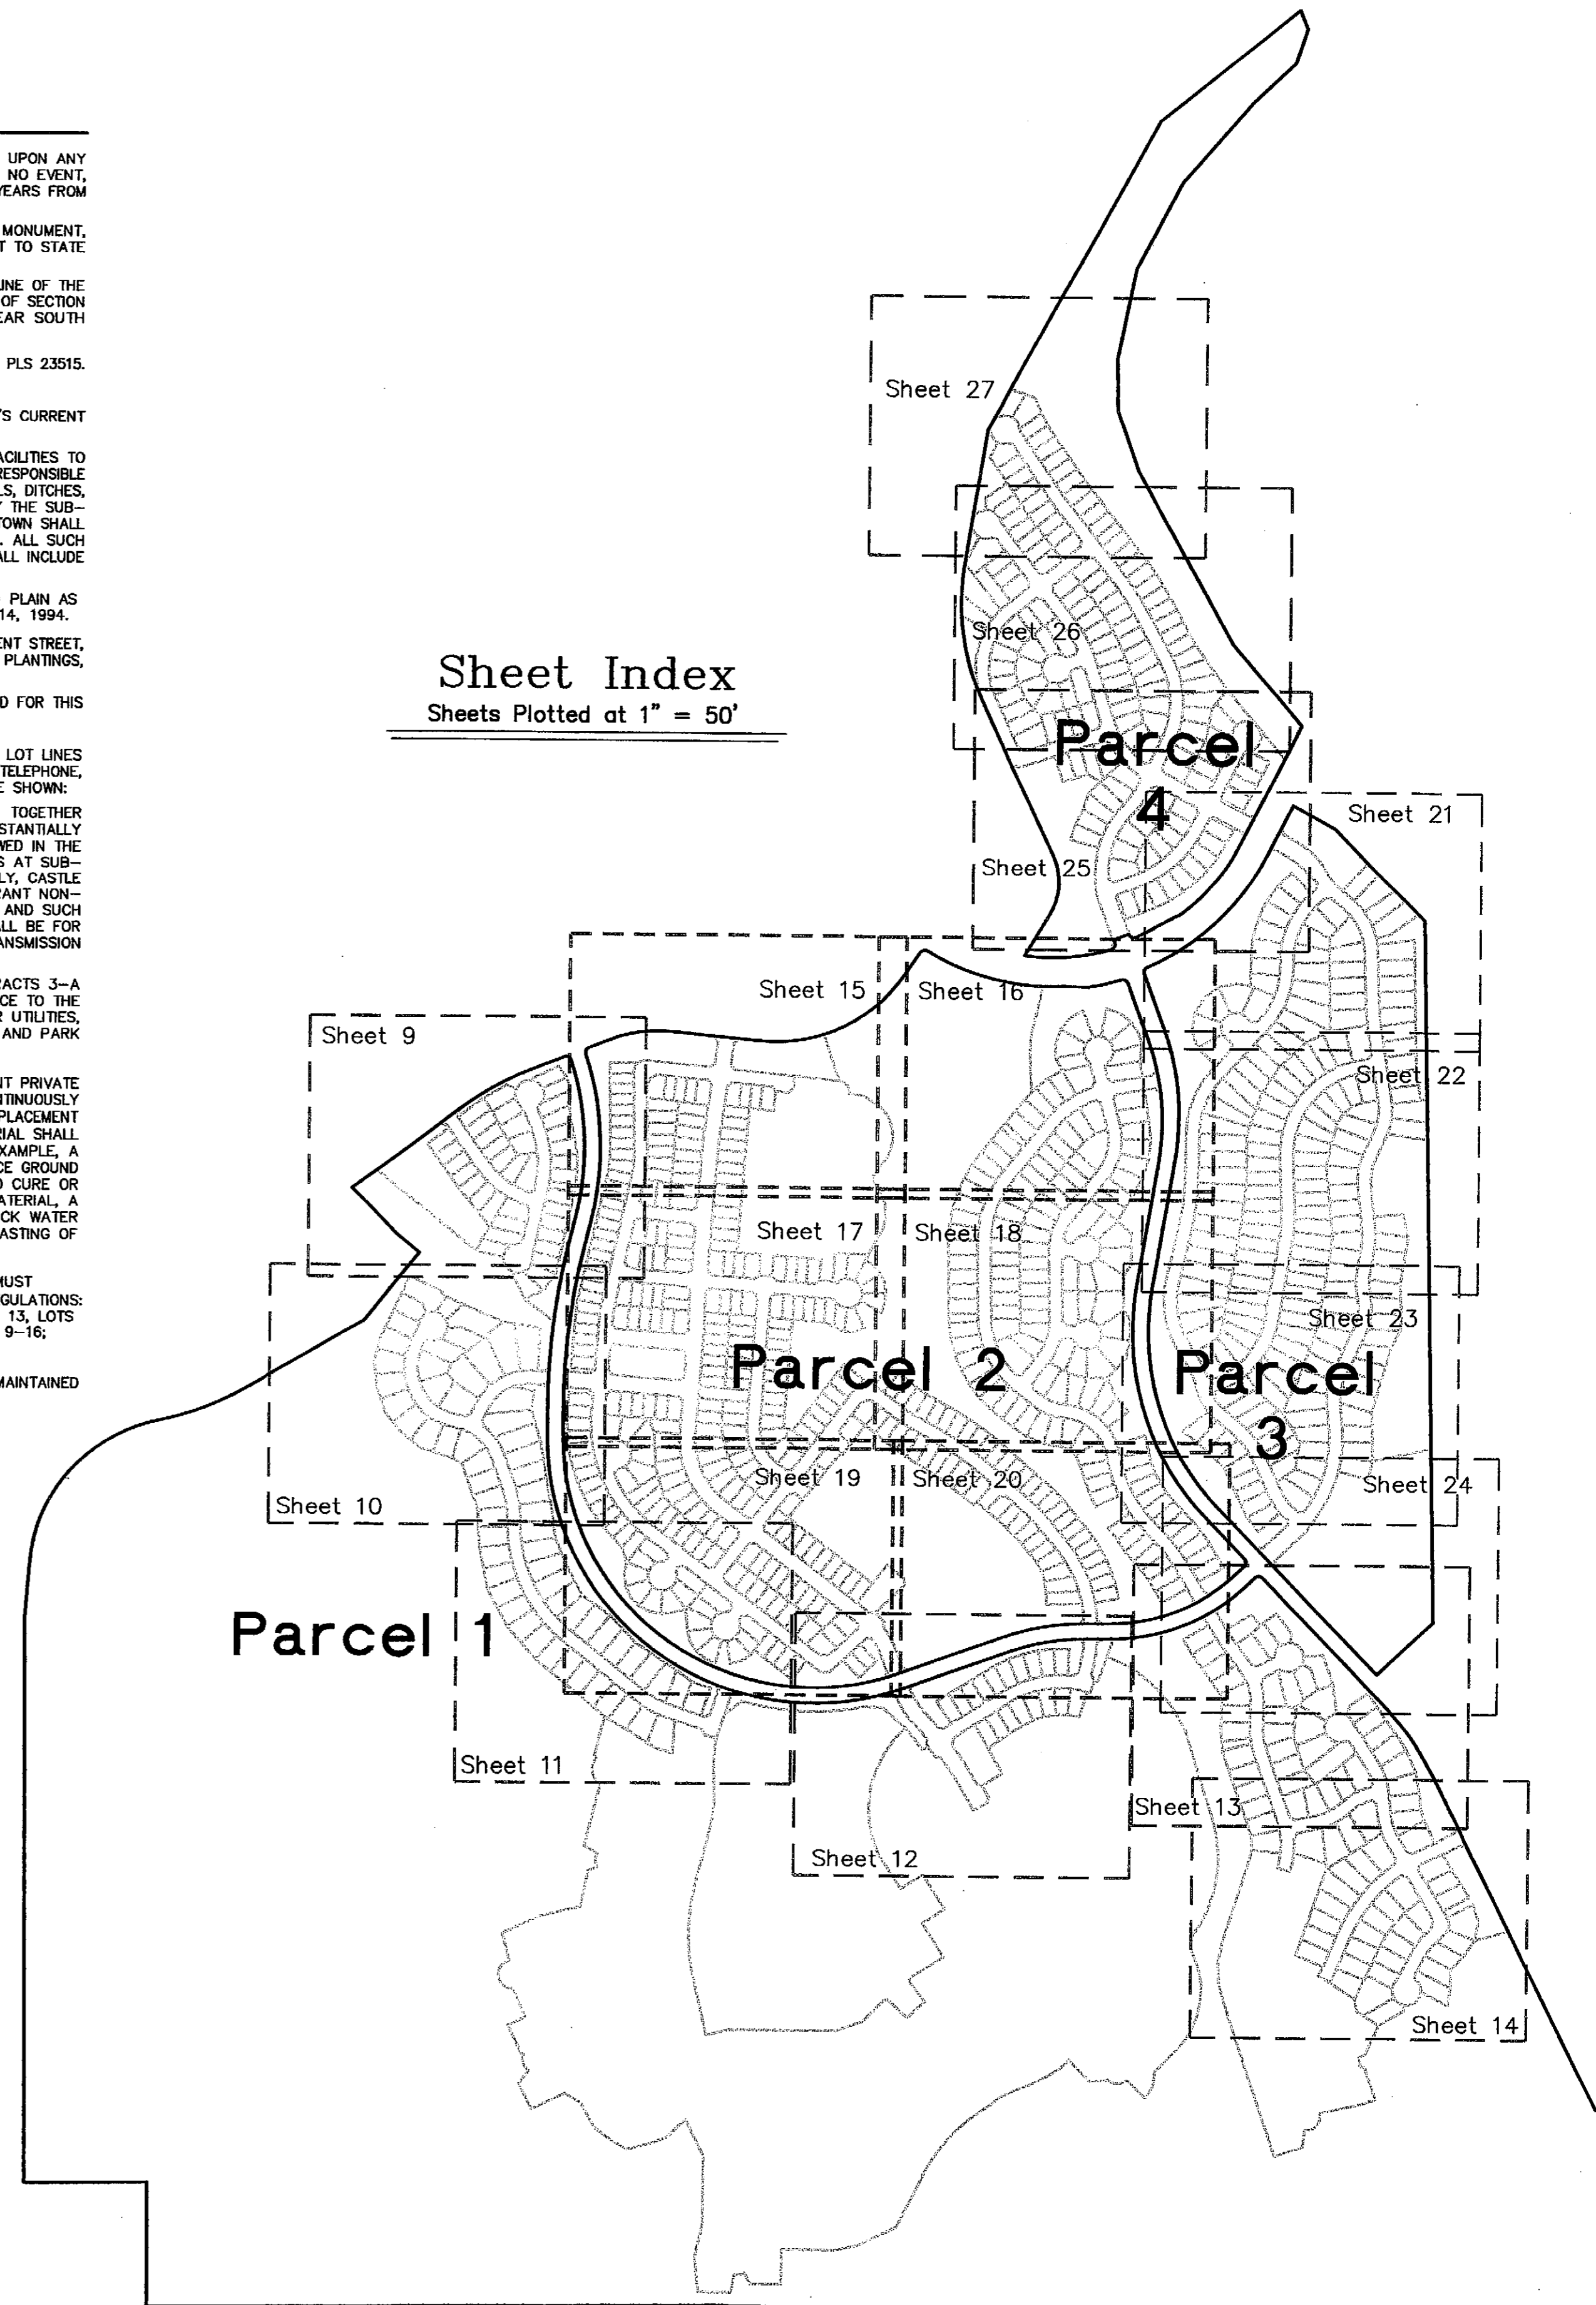 UPON ANY
NO EVENT,
YEARS FROM
MONUMENT,
T TO STATE
LINE OF THE
OF SECTION
EAR SOUTH
PLS 23515.
'S CURRENT
ACILITIES TO
RESPONSIBLE
LS, DITCHES,
Y THE SUB-
TOWN SHALL
. ALL SUCH
ALL INCLUDE
PLAIN AS
14, 1994.
ENT STREET,
PLANTINGS,
D FOR THIS
LOT LINES
TELEPHONE,
E SHOWN:
TOGETHER
STANTIALLY
WED IN THE
S AT SUB-
LY, CASTLE
RANT NON-
AND SUCH
ALL BE FOR
ANSMISSION
RACTS 3-A
CE TO THE
R UTILITIES,
AND PARK
NT PRIVATE
NTINUOUSLY
PLACEMENT
RIAL SHALL
EXAMPLE, A
CE GROUND
O CURE OR
ATERIAL, A
CK WATER
ASTING OF
MUST
GULATIONS:
13, LOTS
9-16;
MAINTAINED
Sheet Index
Sheets Plotted at 1" = 50'
Sheet 27
Sheet 26
Parcel
4
Sheet 21
Sheet 25
Sheet 15
Sheet 16
Sheet 9
Sheet 22
Sheet 17
Sheet 18
Sheet 23
Parcel 2
Parcel
3
Sheet 19
Sheet 20
Sheet 24
Sheet 10
Parcel 1
Sheet 11
Sheet 13
Sheet 12
Sheet 14